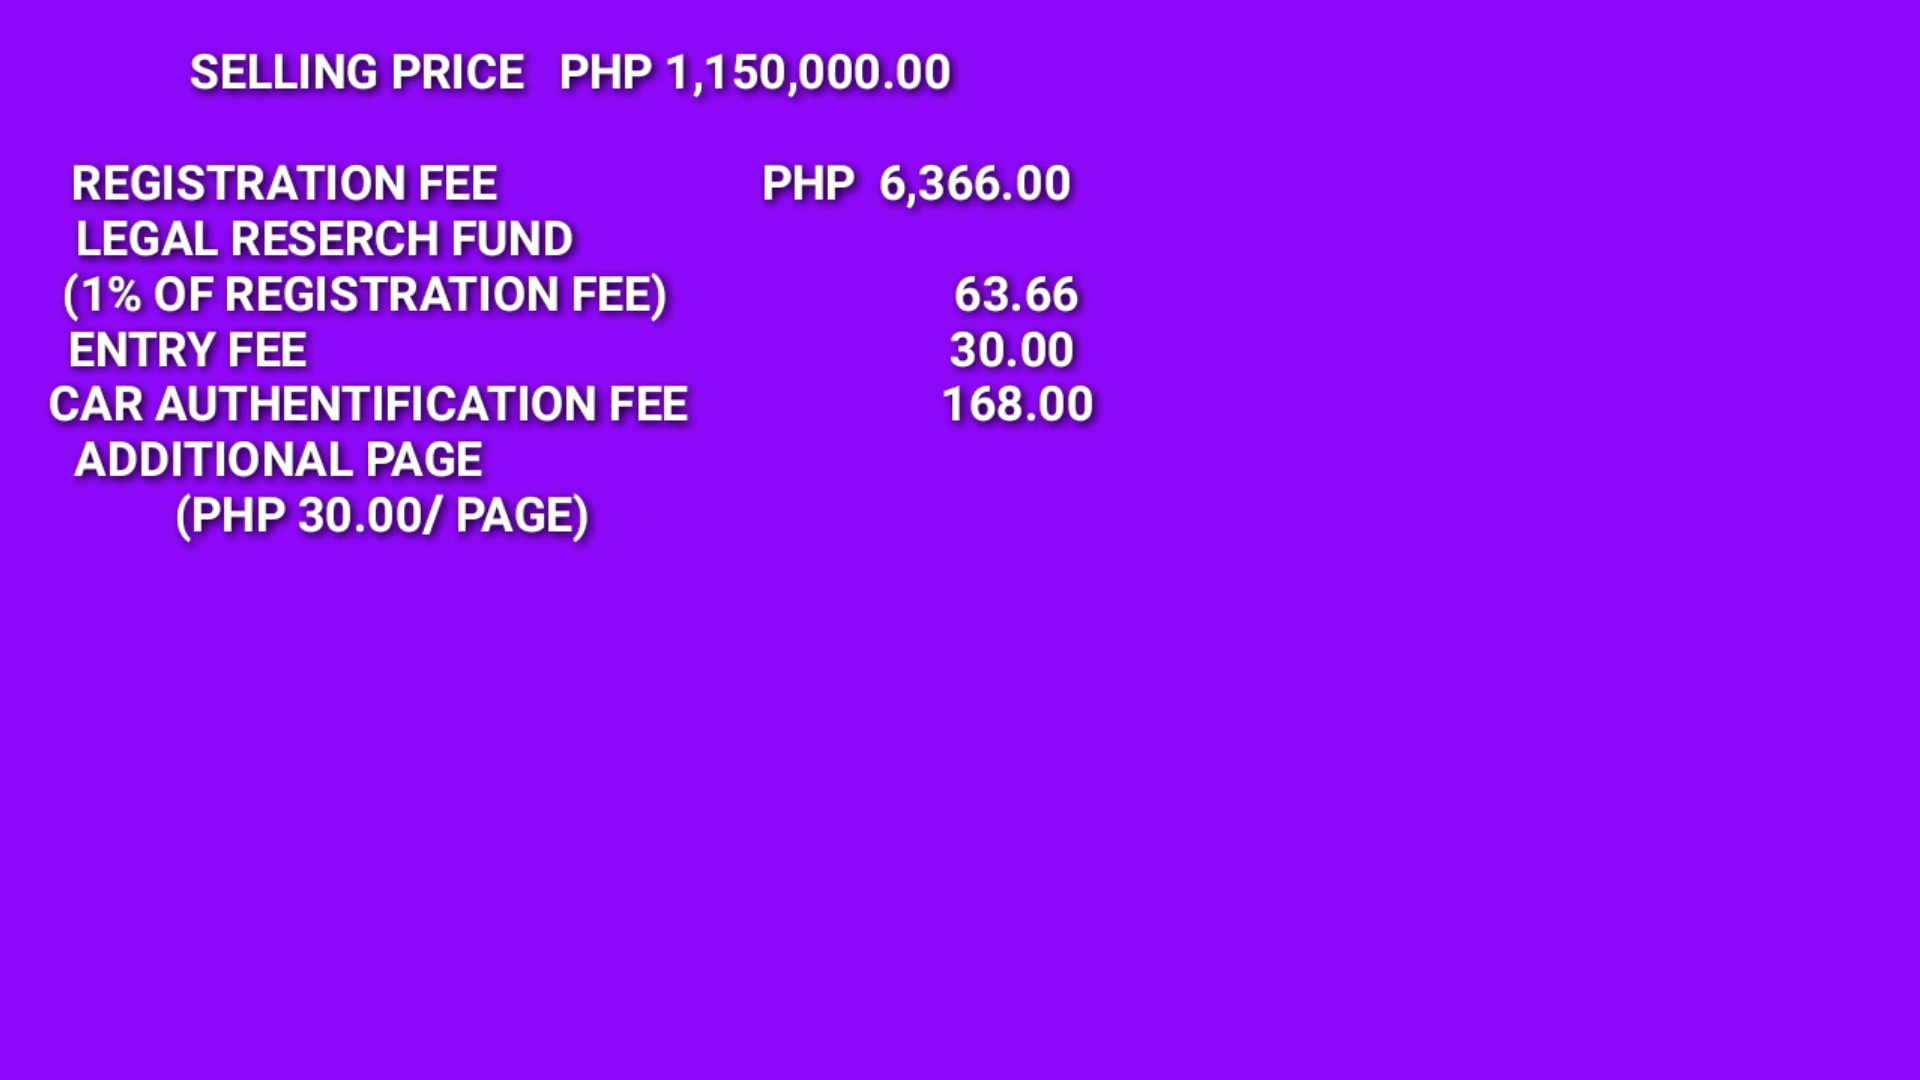 SELLING PRICE PHP 1,150,000.00
REGISTRATION FEE PHP 6,366.00
LEGAL RESERCH FUND
(1% OF REGISTRATION FEE) 63.66
ENTRY FEE 30.00
CAR AUTHENTIFICATION FEE 168.00
ADDITIONAL PAGE
(PHP 30.00/ PAGE)